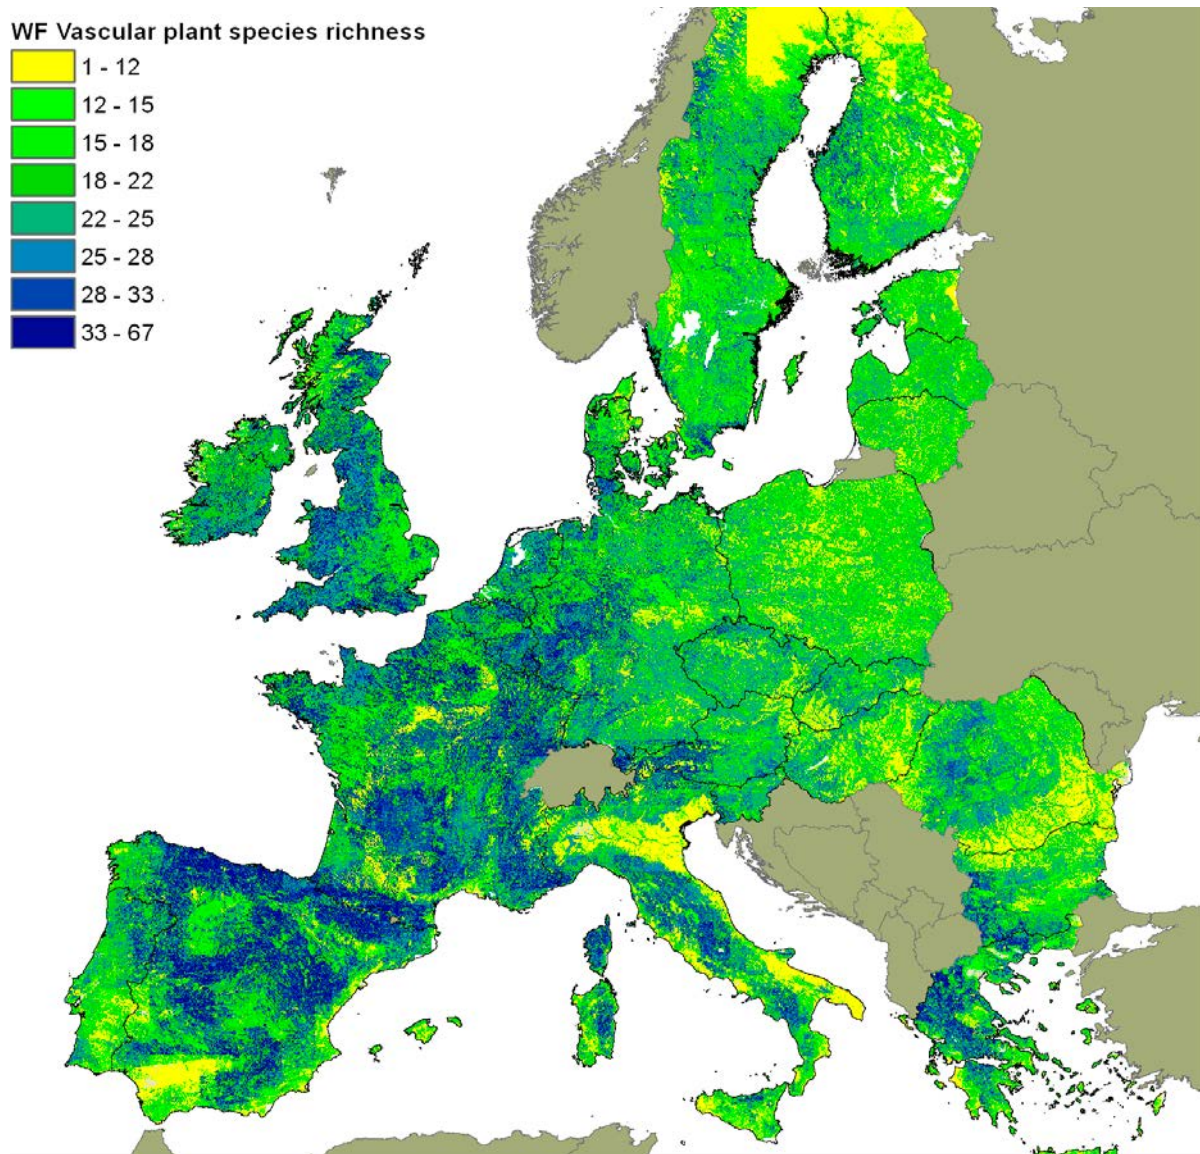 WF Vascular plant species richness
1 - 12
12 - 15
15 - 18
18 - 22
22 - 25
25 - 28
28 - 33
33 - 67